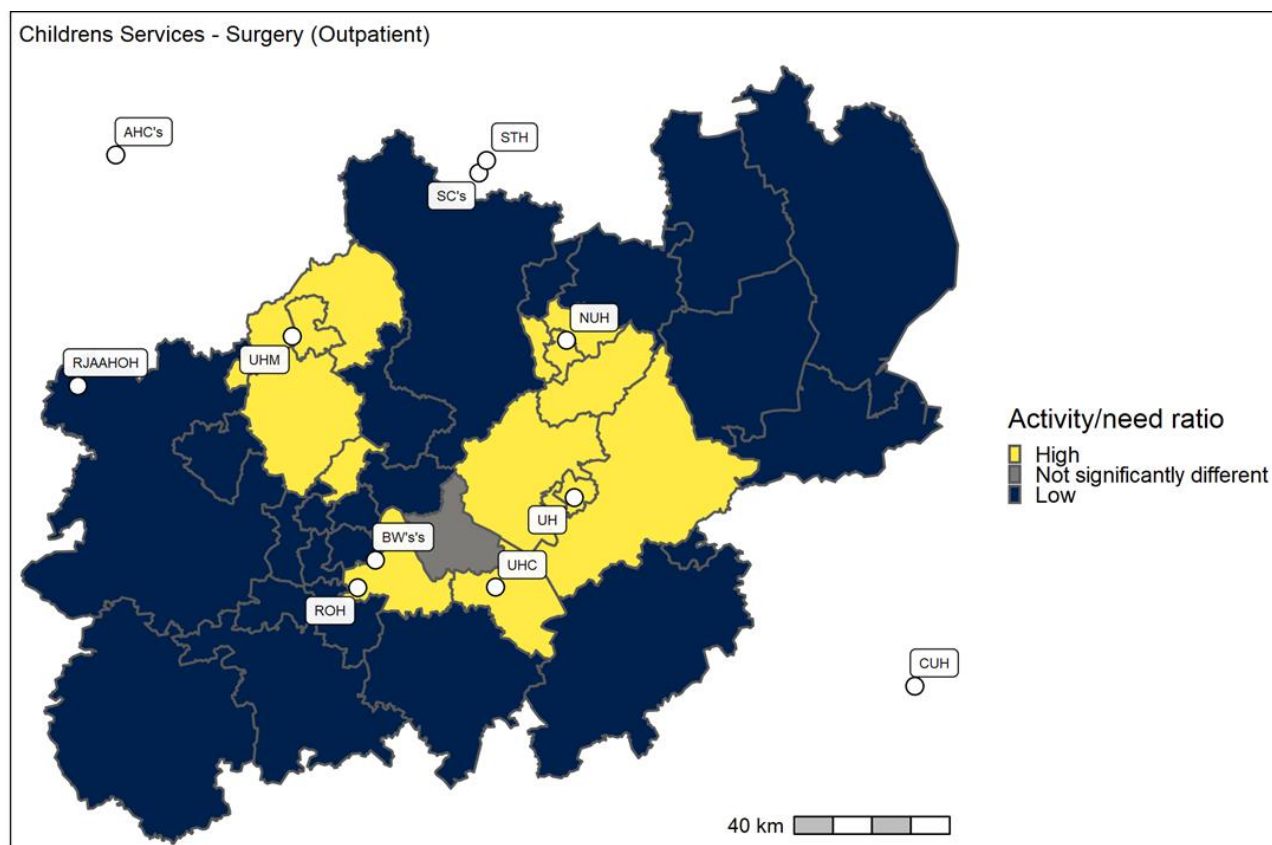 Childrens Services - Surgery (Outpatient)
AHC's
STH
SC's
NUH
UHM
RJAAHOH
Activity/need ratio
High
Not significantly different
Low
UH
BW's's
UHC
ROH
CUH
40 km